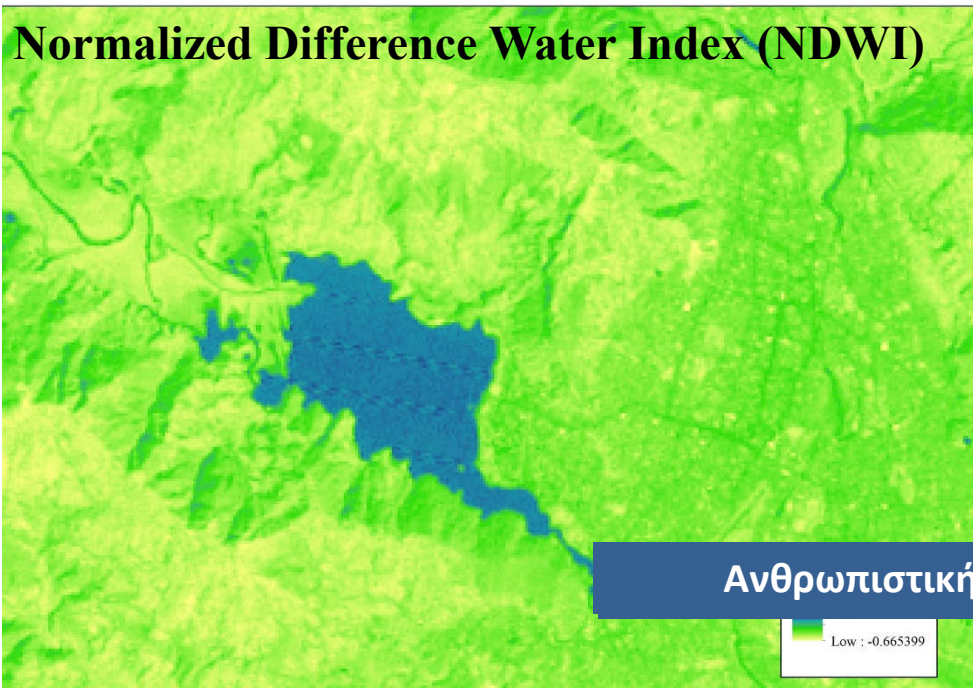 Normalized Difference Water Index (NDWI)
Ανθρωπιστική
Low : -0.665399